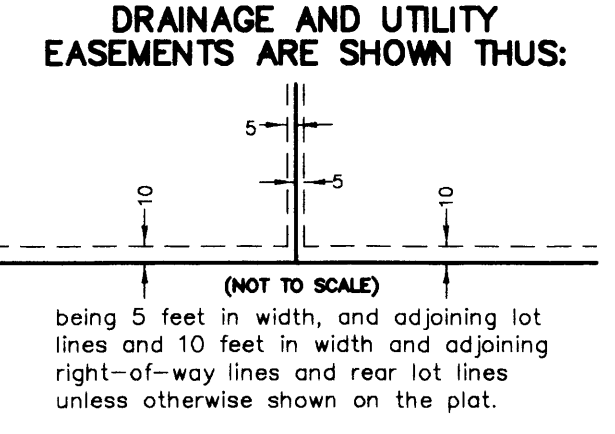 DRAINAGE AND UTILITY
EASEMENTS ARE SHOWN THUS:
5
5
10
10
(NOT TO SCALE)
being 5 feet in width, and adjoining lot
lines and 10 feet in width and adjoining
right-of-way lines and rear lot lines
unless otherwise shown on the plat.